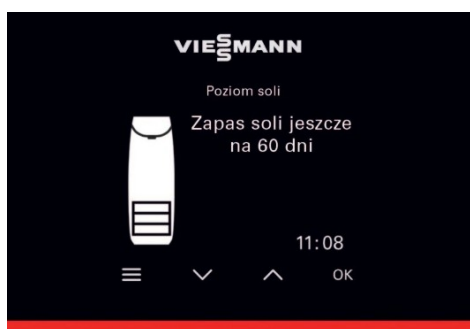 VIESSMANN
Poziom soli
Zapas soli jeszcze
na 60 dni
11:08
OK